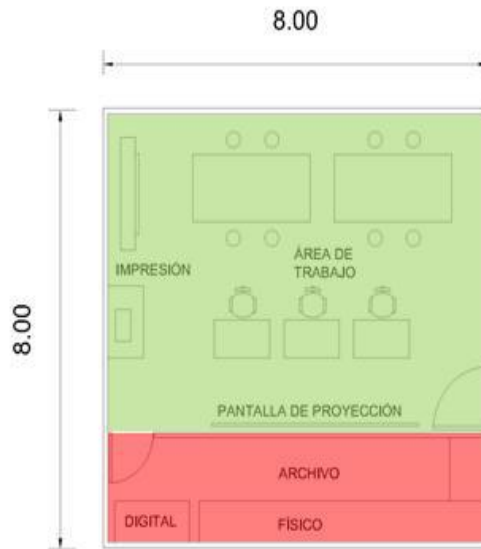 8.00
8.00
IMPRESIÓN
ÁREA DE
TRABAJO
PANTALLA DE PROYECCIÓN
ARCHIVO
DIGITAL
FÍSICO